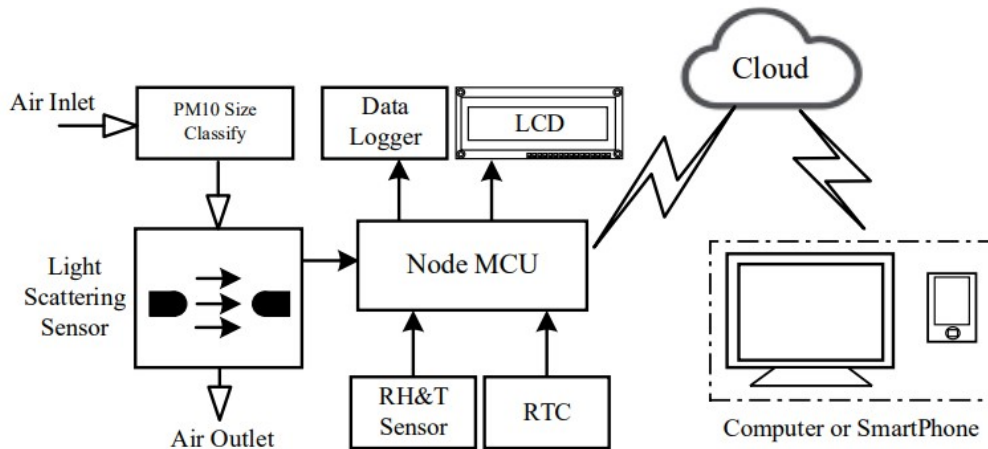 Cloud
Air Inlet
PM10 Size
Classify
Data
Logger
LCD
Light
Scattering
Sensor
Node MCU
RH&T
Sensor
RTC
Air Outlet
Computer or SmartPhone